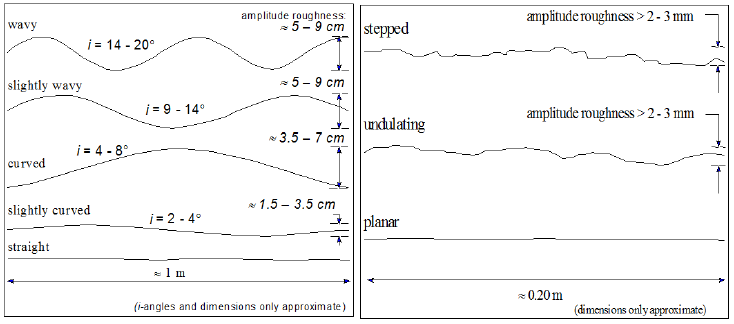 amplitude roughness:
wavy
≈ 5 – 9 cm
i = 14 - 20°
slightly wavy
≈ 5 – 9 cm
i = 9 - 14°
curved
i = 4 - 8°
≈ 3.5 – 7 cm
slightly curved
≈ 1.5 – 3.5 cm
i = 2 - 4°
straight
≈ 1 m
(i-angles and dimensions only approximate)
amplitude roughness > 2 - 3 mm
stepped
amplitude roughness > 2 – 3 mm
undulating
planar
≈ 0.20 m
(dimensions only approximate)